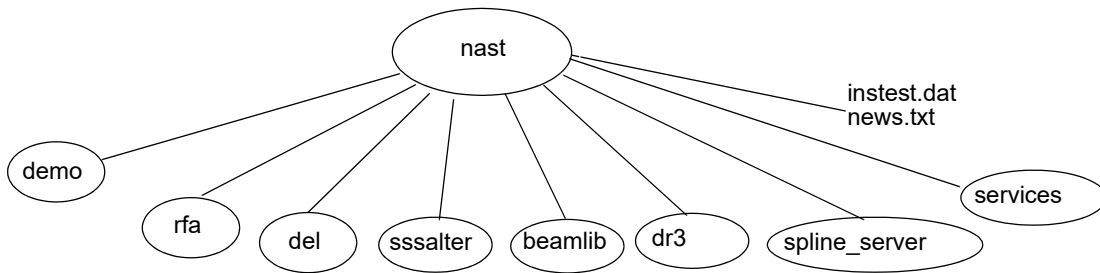 nast
instest.dat
news.txt
demo
services
rfa
del
sssalter
beamlib
dr3
spline_server